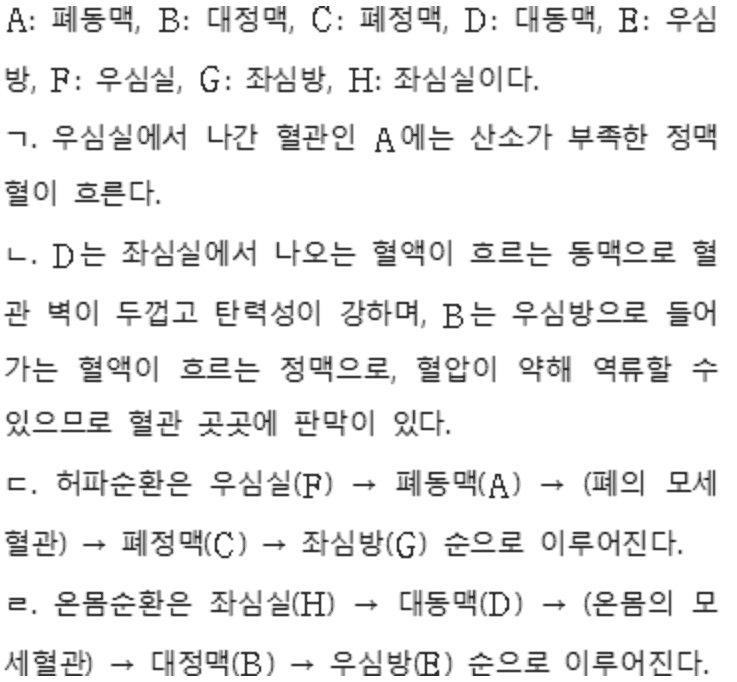 A: 폐동맥, B: 대정맥, C: 폐정맥, D: 대동맥, E: 우심
방, F: 우심실, G: 좌심방, H: 좌심실이다.
ㄱ. 우심실에서 나간 혈관인 A에는 산소가 부족한 정맥
혈이 흐른다.
ㄴ. D는 좌심실에서 나오는 혈액이 흐르는 동맥으로 혈
관 벽이 두껍고 탄력성이 강하며, B는 우심방으로 들어
가는 혈액이 흐르는 정맥으로, 혈압이 약해 역류할 수
있으므로 혈관 곳곳에 판막이 있다.
ㄷ. 허파순환은 우심실(F) → 폐동맥(A) → (폐의 모세
혈관) → 폐정맥(C) → 좌심방(G) 순으로 이루어진다.
ㄹ. 온몸순환은 좌심실(H) → 대동맥(D) → (온몸의 모
세혈관) → 대정맥(B) → 우심방(E) 순으로 이루어진다.